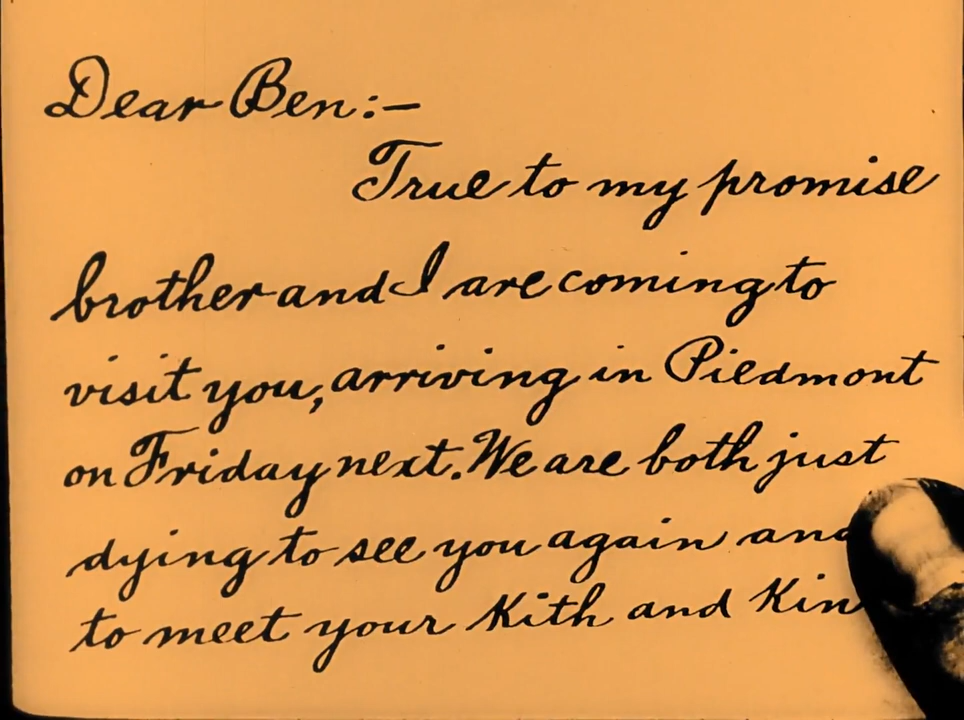 Dear Ben:—
True to my promise
brother and I are coming to
visit you, arriving in Piedmont
on Friday next. We are both just
dying to see you again and
to meet your Kith and Kin